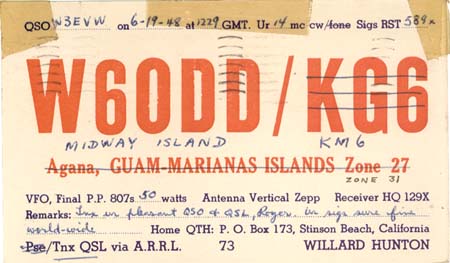 QSO W3EVW on 6-19-48 at 1229 GMT. Ur 14 mc cw/fone Sigs RST 589x
W6ODD/KG6
MIDWAY ISLAND KM6
Agana, GUAM-MARIANAS ISLANDS Zone 27
ZONE 31
VFO, Final P.P. 807s 50 watts Antenna Vertical Zepp Receiver HQ 129X
Remarks: Tnx ur pleasant QSO & QSL, Roger. Ur sigs sure fine
world-wide Home QTH: P.O. BOX 173, Stinson Beach, California
Pse/Tnx QSL via A.R.R.L. 73 WILLARD HUNTON